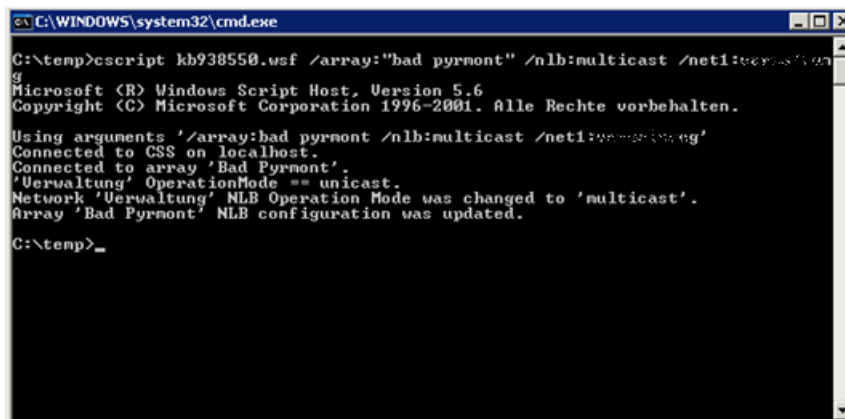 C:\WINDOWS\system32\cmd.exe
C:\temp>cscript kb938550.wsf /array:"bad pyrmont" /nlb:multicast /net1:
g
Microsoft (R) Windows Script Host, Version 5.6
Copyright (C) Microsoft Corporation 1996-2001. Alle Rechte vorbehalten.
Using arguments '/array:bad pyrmont /nlb:multicast /net1:
Connected to CSS on localhost.
Connected to array 'Bad Pyrmont'.
'Verwaltung' OperationMode == unicast.
Network 'Verwaltung' NLB Operation Mode was changed to 'multicast'.
Array 'Bad Pyrmont' NLB configuration was updated.
C:\temp>_